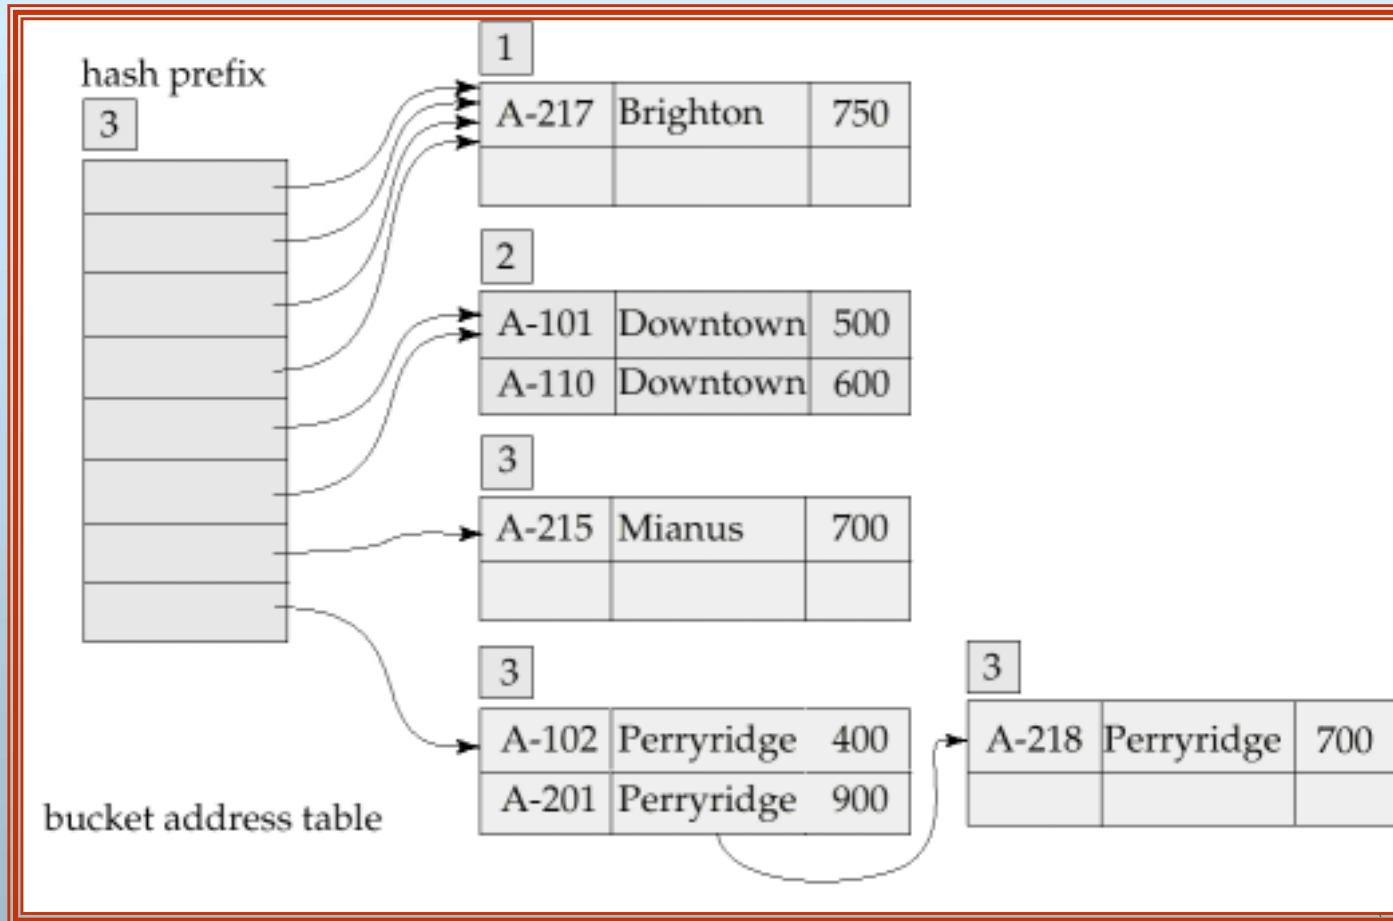 hash prefix
3
1
A-217 Brighton 750
2
A-101 Downtown 500
A-110 Downtown 600
3
A-215 Mianus 700
3
A-102 Perryridge 400
A-201 Perryridge 900
3
A-218 Perryridge 700
bucket address table